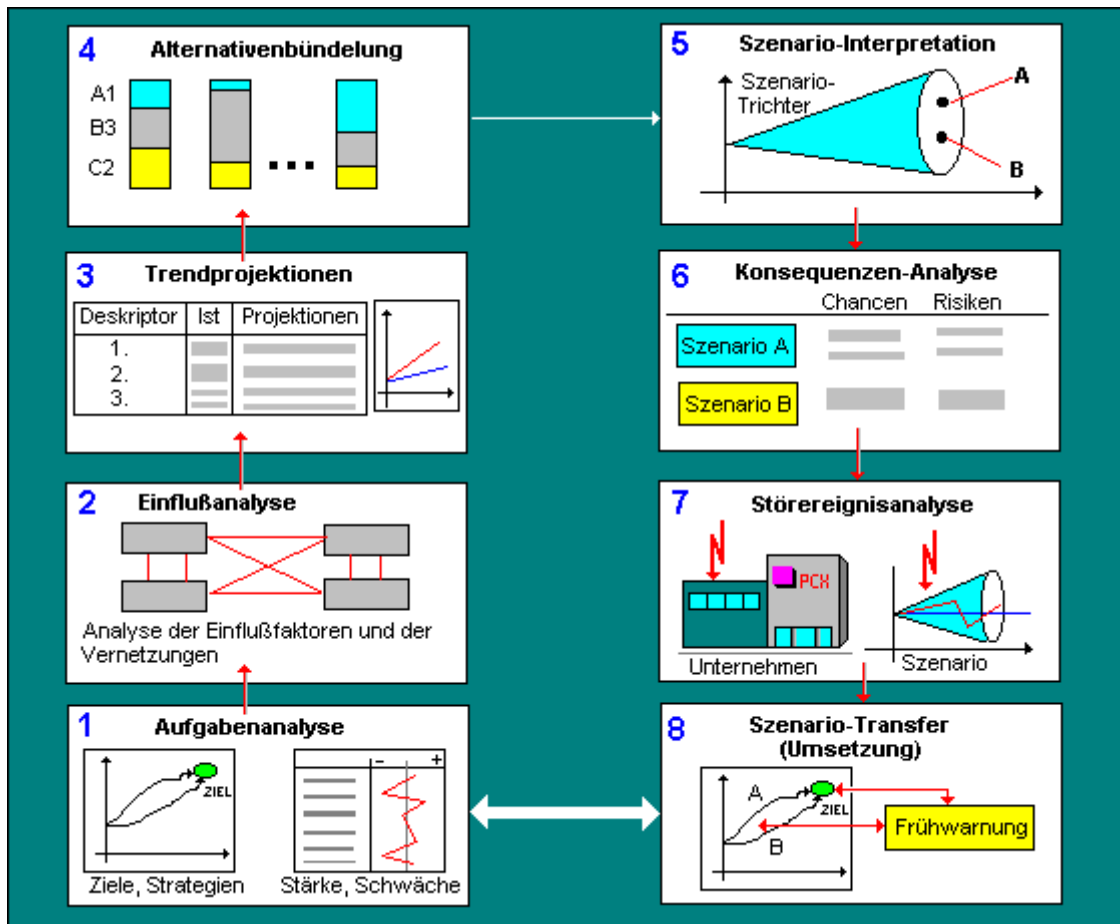 4 Alternativenbündelung
A1
B3
C2
5 Szenario-Interpretation
Szenario-
Trichter
A
B
3 Trendprojektionen
Deskriptor Ist Projektionen
1.
2.
3.
6 Konsequenzen-Analyse
Chancen Risiken
Szenario A
Szenario B
2 Einflußanalyse
Analyse der Einflußfaktoren und der
Vernetzungen
7 Störereignisanalyse
PCX
Unternehmen
Szenario
1 Aufgabenanalyse
ZIEL
Ziele, Strategien
− +
Stärke, Schwäche
8 Szenario-Transfer
(Umsetzung)
A
ZIEL
B
Frühwarnung